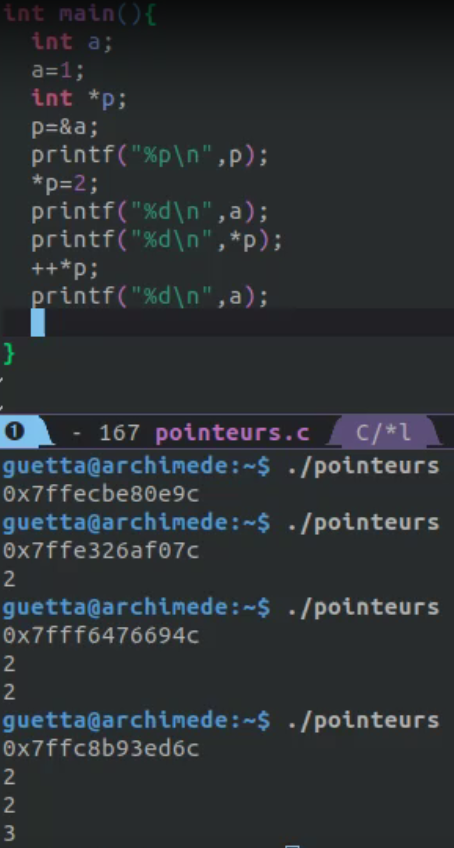 int main(){
int a;
a=1;
int *p;
p=&a;
printf("%p\n",p);
*p=2;
printf("%d\n",a);
printf("%d\n",*p);
++*p;
printf("%d\n",a);
}
❶ - 167 pointeurs.c C/*l
guetta@archimede:~$ ./pointeurs
0x7ffecbe80e9c
guetta@archimede:~$ ./pointeurs
0x7ffe326af07c
2
guetta@archimede:~$ ./pointeurs
0x7fff6476694c
2
2
guetta@archimede:~$ ./pointeurs
0x7ffc8b93ed6c
2
2
3